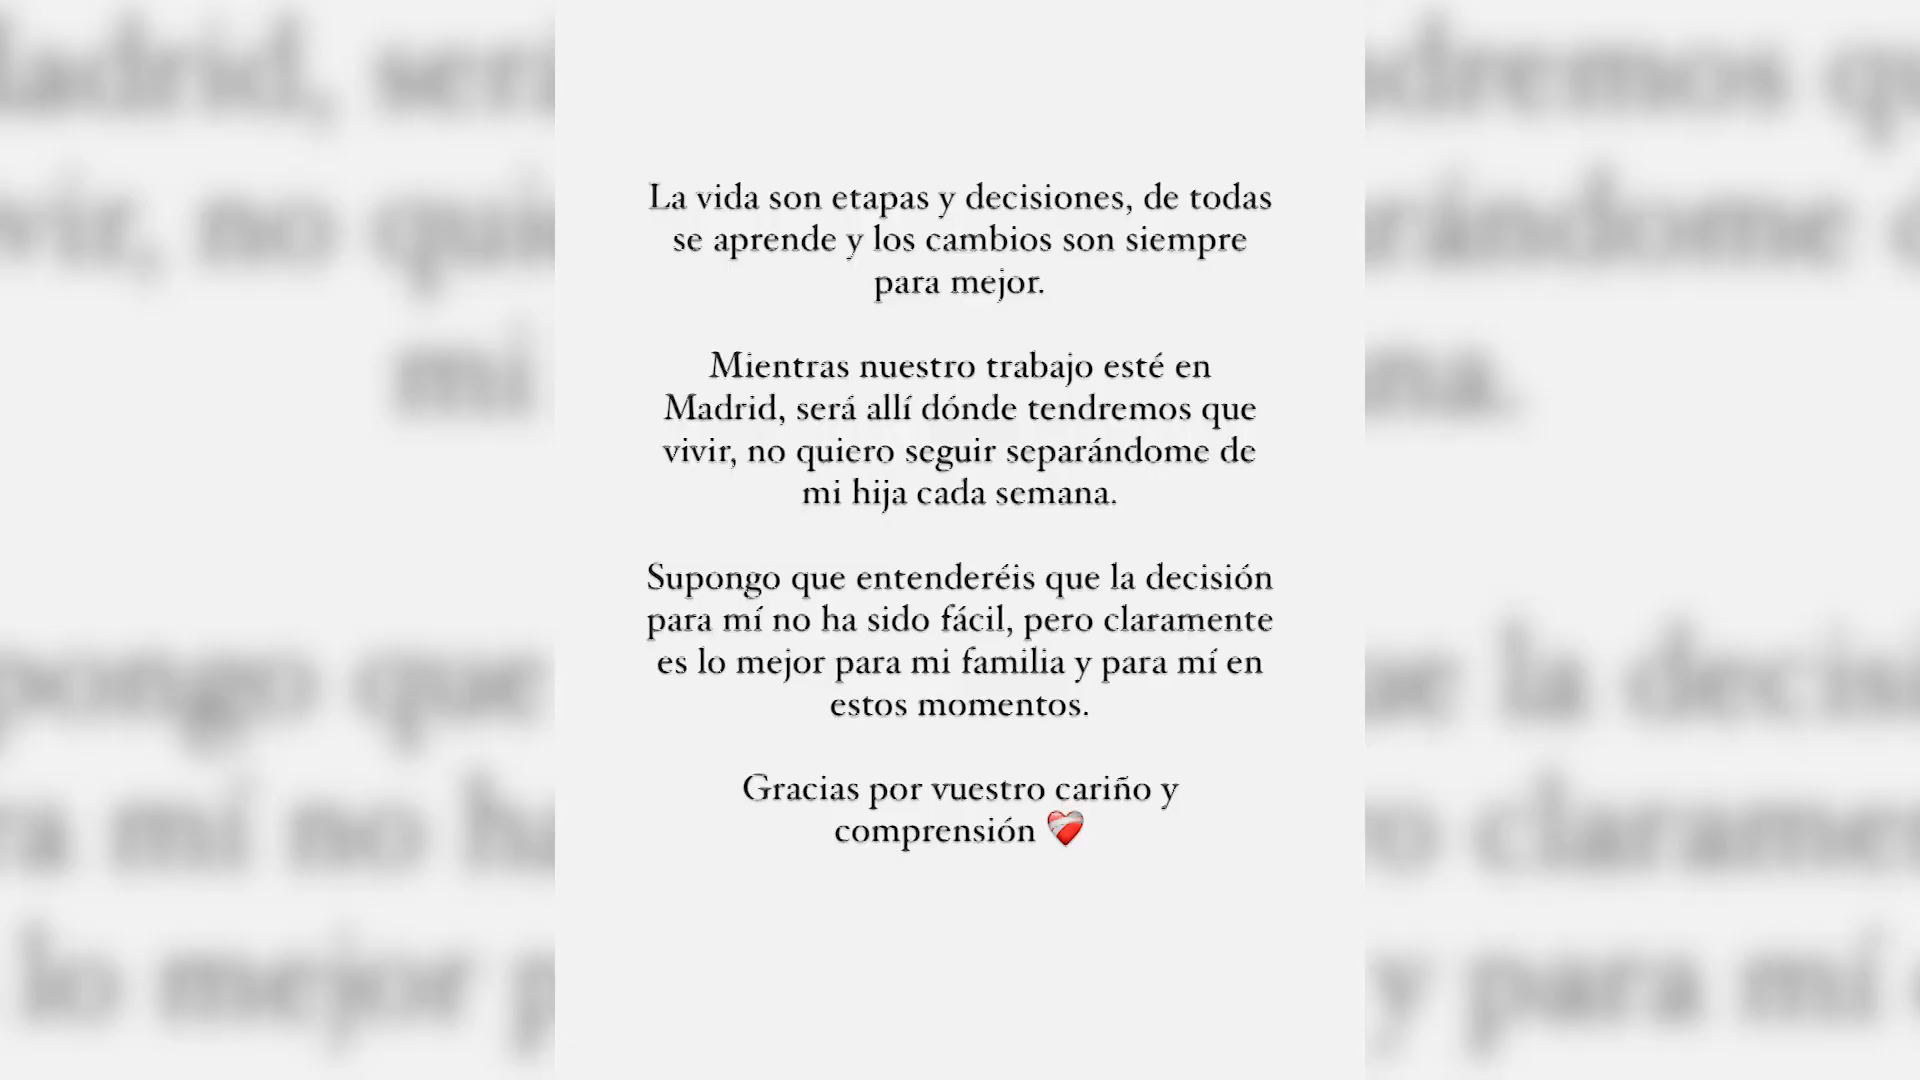 La vida son etapas y decisiones, de todas
se aprende y los cambios son siempre
para mejor.
Mientras nuestro trabajo esté en
Madrid, será allí dónde tendremos que
vivir, no quiero seguir separándome de
mi hija cada semana.
Supongo que entenderéis que la decisión
para mí no ha sido fácil, pero claramente
es lo mejor para mi familia y para mí en
estos momentos.
Gracias por vuestro cariño y
comprensión ❤️‍🩹